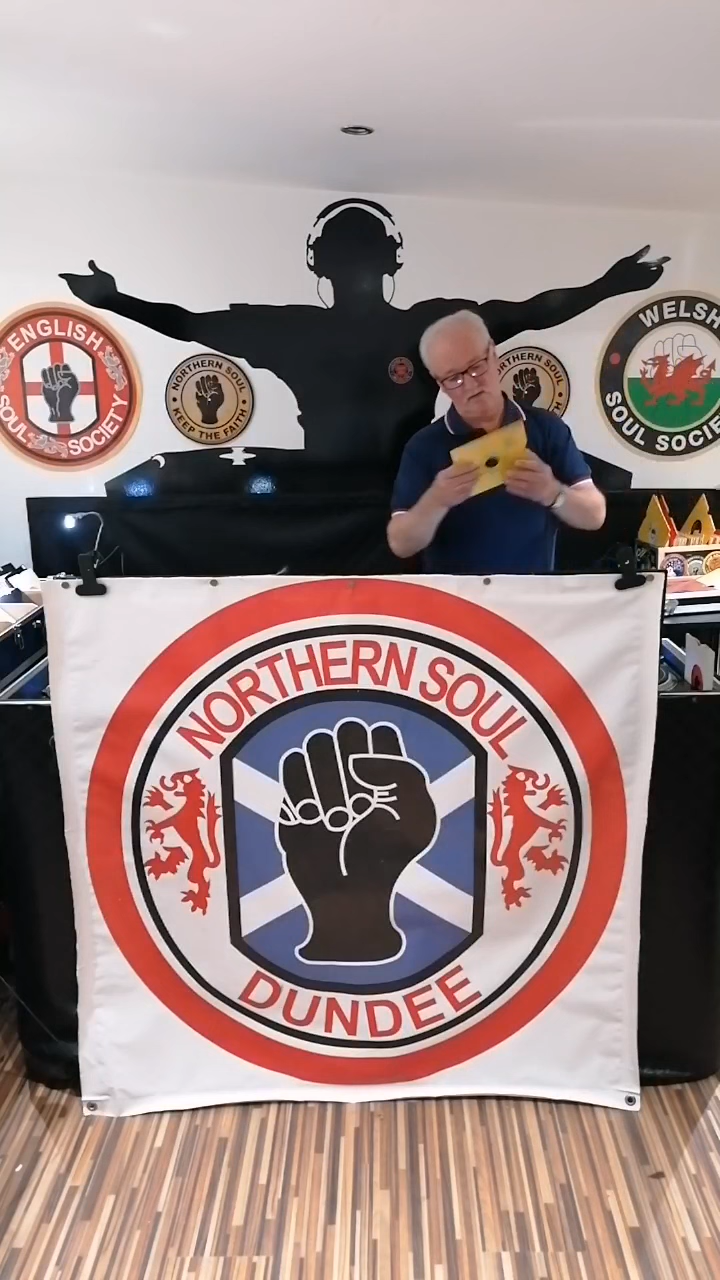 ENGLISH
SOUL SOCIETY
NORTHERN SOUL
KEEP THE FAITH
NORTHERN SOUL
WELSH
SOUL SOCIE
NORTHERN SOUL
DUNDEE